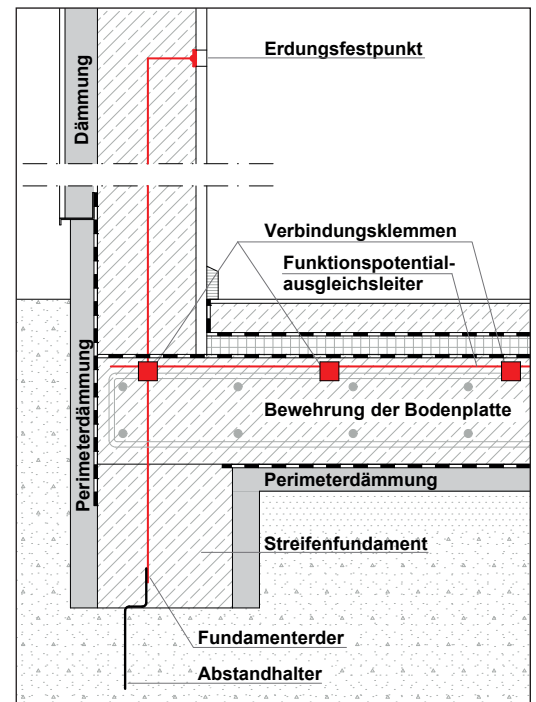 Erdungsfestpunkt
Dämmung
Verbindungsklemmen
Funktionspotential-
ausgleichsleiter
Bewehrung der Bodenplatte
Perimeterdämmung
Perimeterdämmung
Streifenfundament
Fundamenterder
Abstandhalter